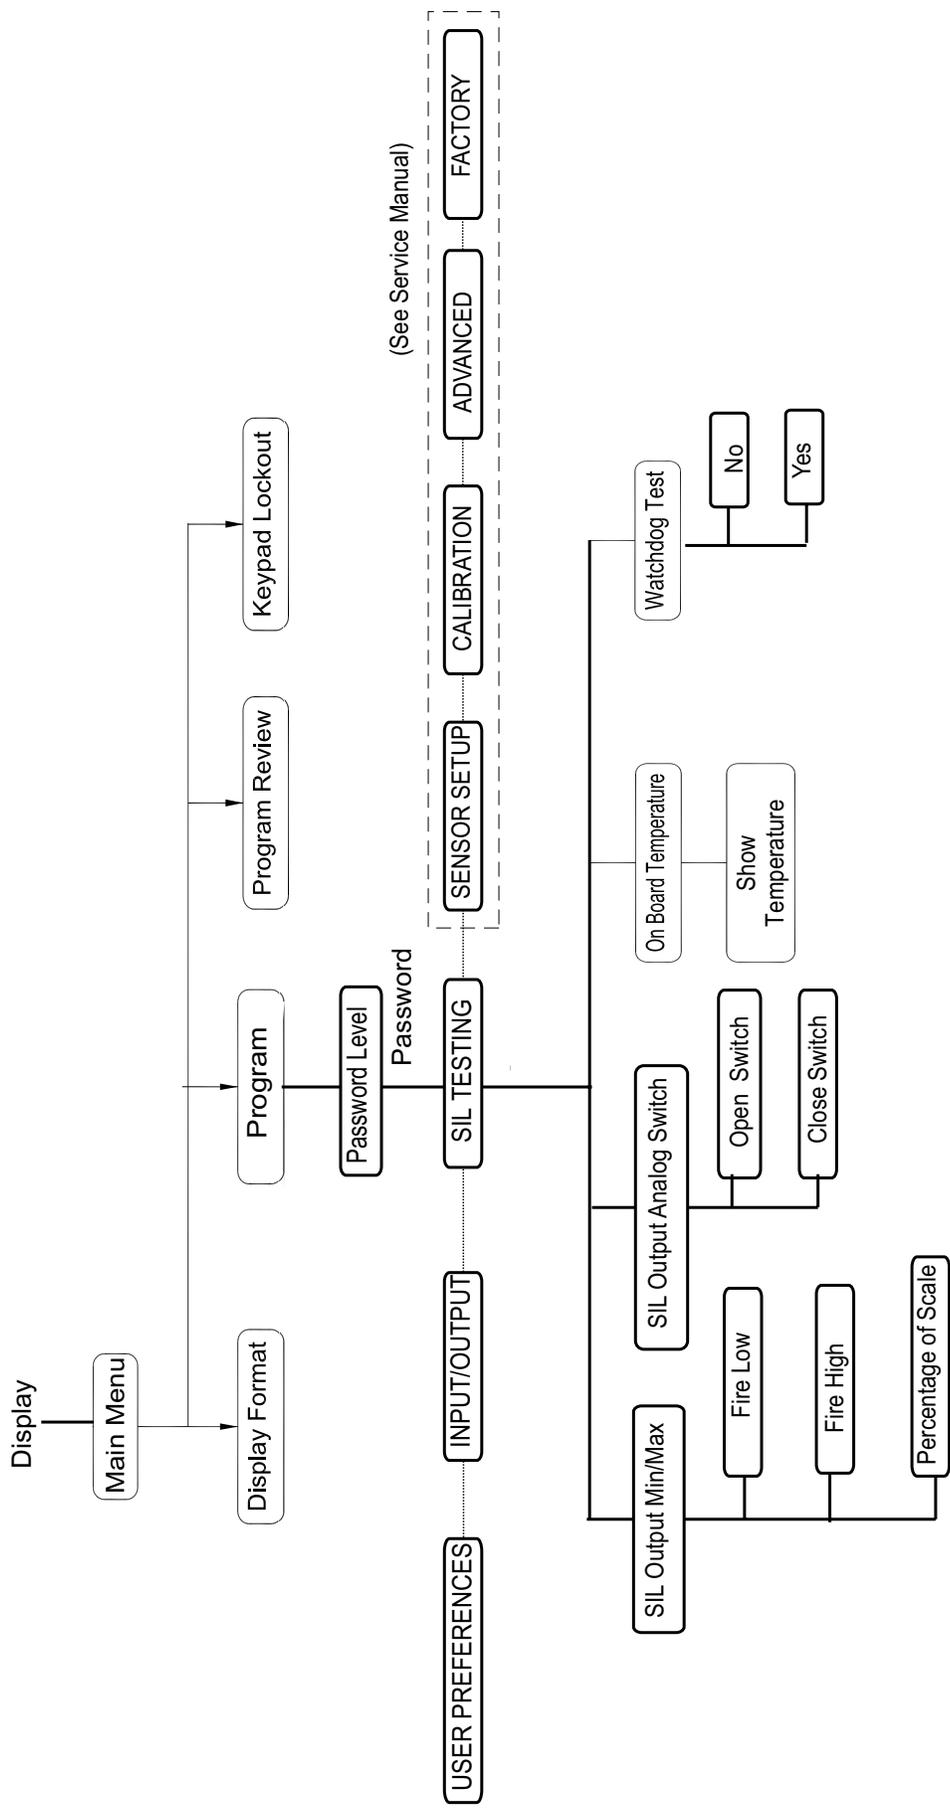 Display
Main Menu
Display Format
Program
Program Review
Keypad Lockout
Password Level
Password
(See Service Manual)
USER PREFERENCES
INPUT/OUTPUT
SIL TESTING
SENSOR SETUP
CALIBRATION
ADVANCED
FACTORY
SIL Output Min/Max
SIL Output Analog Switch
On Board Temperature
Watchdog Test
Fire Low
Fire High
Percentage of Scale
Open Switch
Close Switch
Show
Temperature
No
Yes